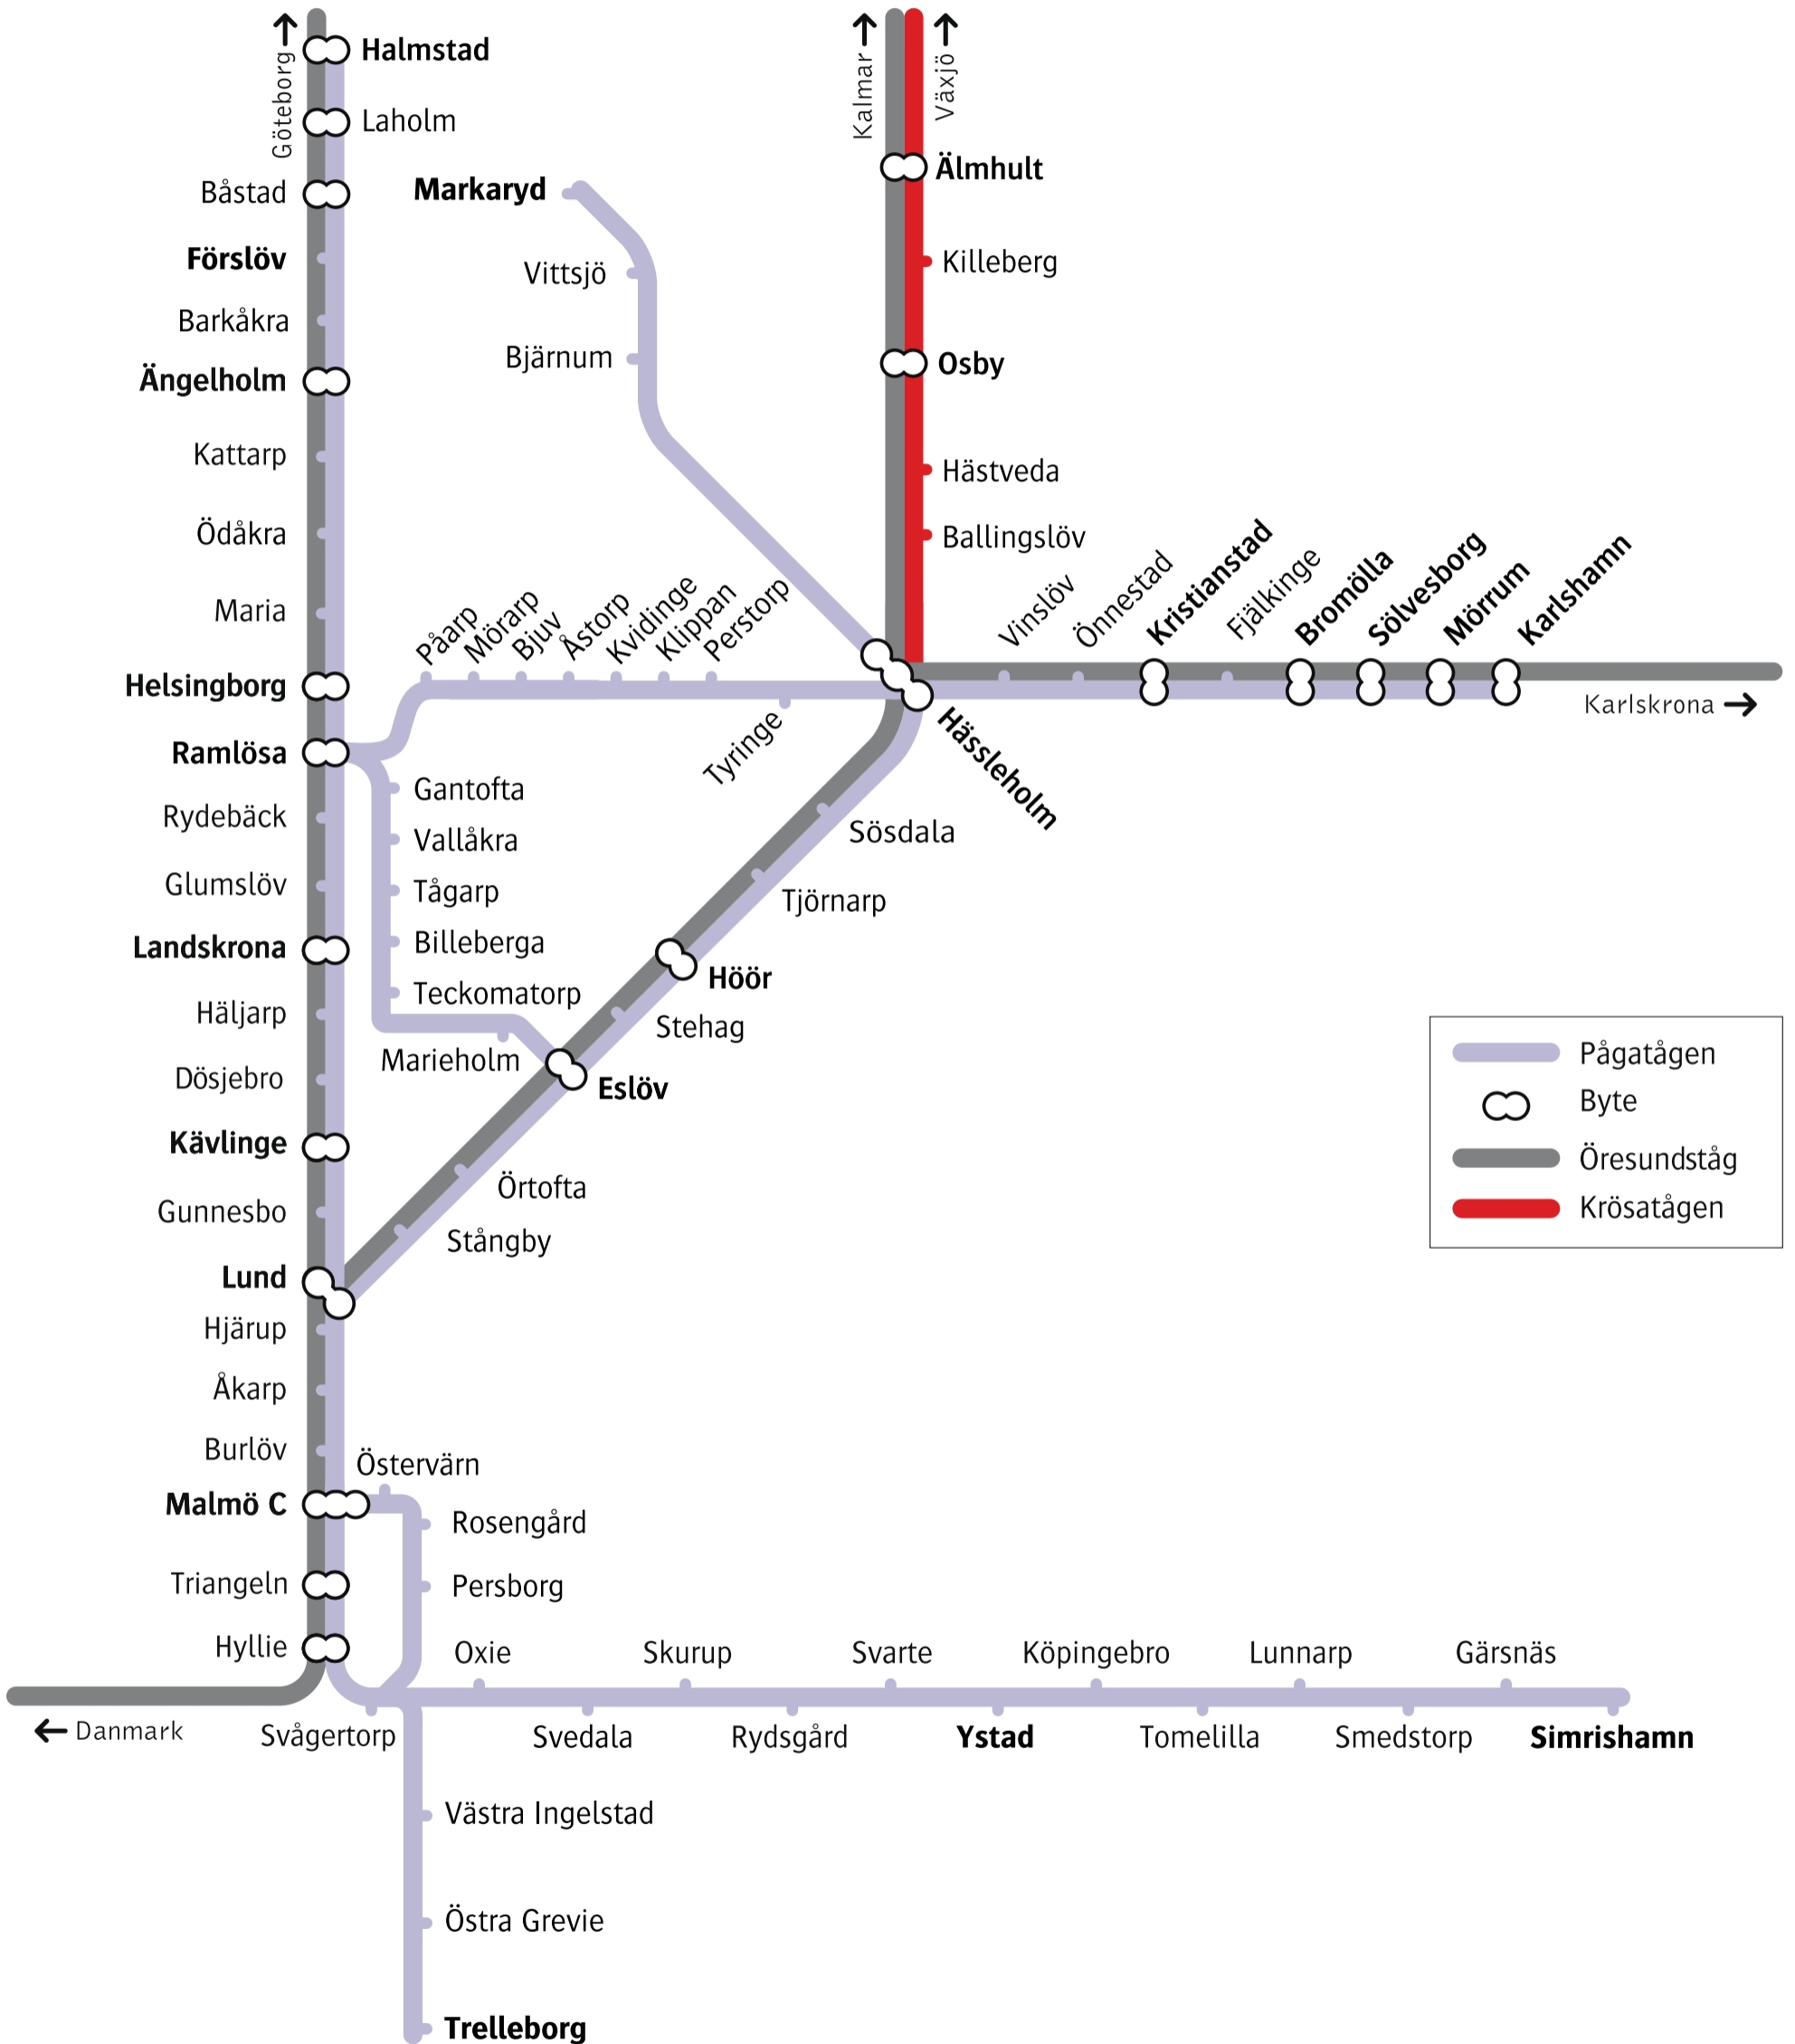 Göteborg
Halmstad
Laholm
Båstad
Förslöv
Barkåkra
Ängelholm
Kattarp
Ödåkra
Maria
Helsingborg
Ramlösa
Rydebäck
Glumslöv
Landskrona
Häljarp
Dösjebro
Kävlinge
Gunnesbo
Lund
Hjärup
Åkarp
Burlöv
Malmö C
Triangeln
Hyllie
Danmark
Markaryd
Vittsjö
Bjärnum
Kalmar
Växjö
Älmhult
Killeberg
Osby
Hästveda
Ballingslöv
Påarp
Mörarp
Bjuv
Åstorp
Kvidinge
Klippan
Perstorp
Tyringe
Hässleholm
Vinslöv
Önnestad
Kristianstad
Fjälkinge
Bromölla
Sölvesborg
Mörrum
Karlshamn
Karlskrona
Gantofta
Vallåkra
Tågarp
Billeberga
Teckomatorp
Marieholm
Sösdala
Tjörnarp
Höör
Stehag
Eslöv
Örtofta
Stångby
Pågatågen
Byte
Öresundståg
Krösatågen
Östervärn
Rosengård
Persborg
Oxie
Skurup
Svarte
Köpingebro
Lunnarp
Gärsnäs
Svågertorp
Svedala
Rydsgård
Ystad
Tomelilla
Smedstorp
Simrishamn
Västra Ingelstad
Östra Grevie
Trelleborg